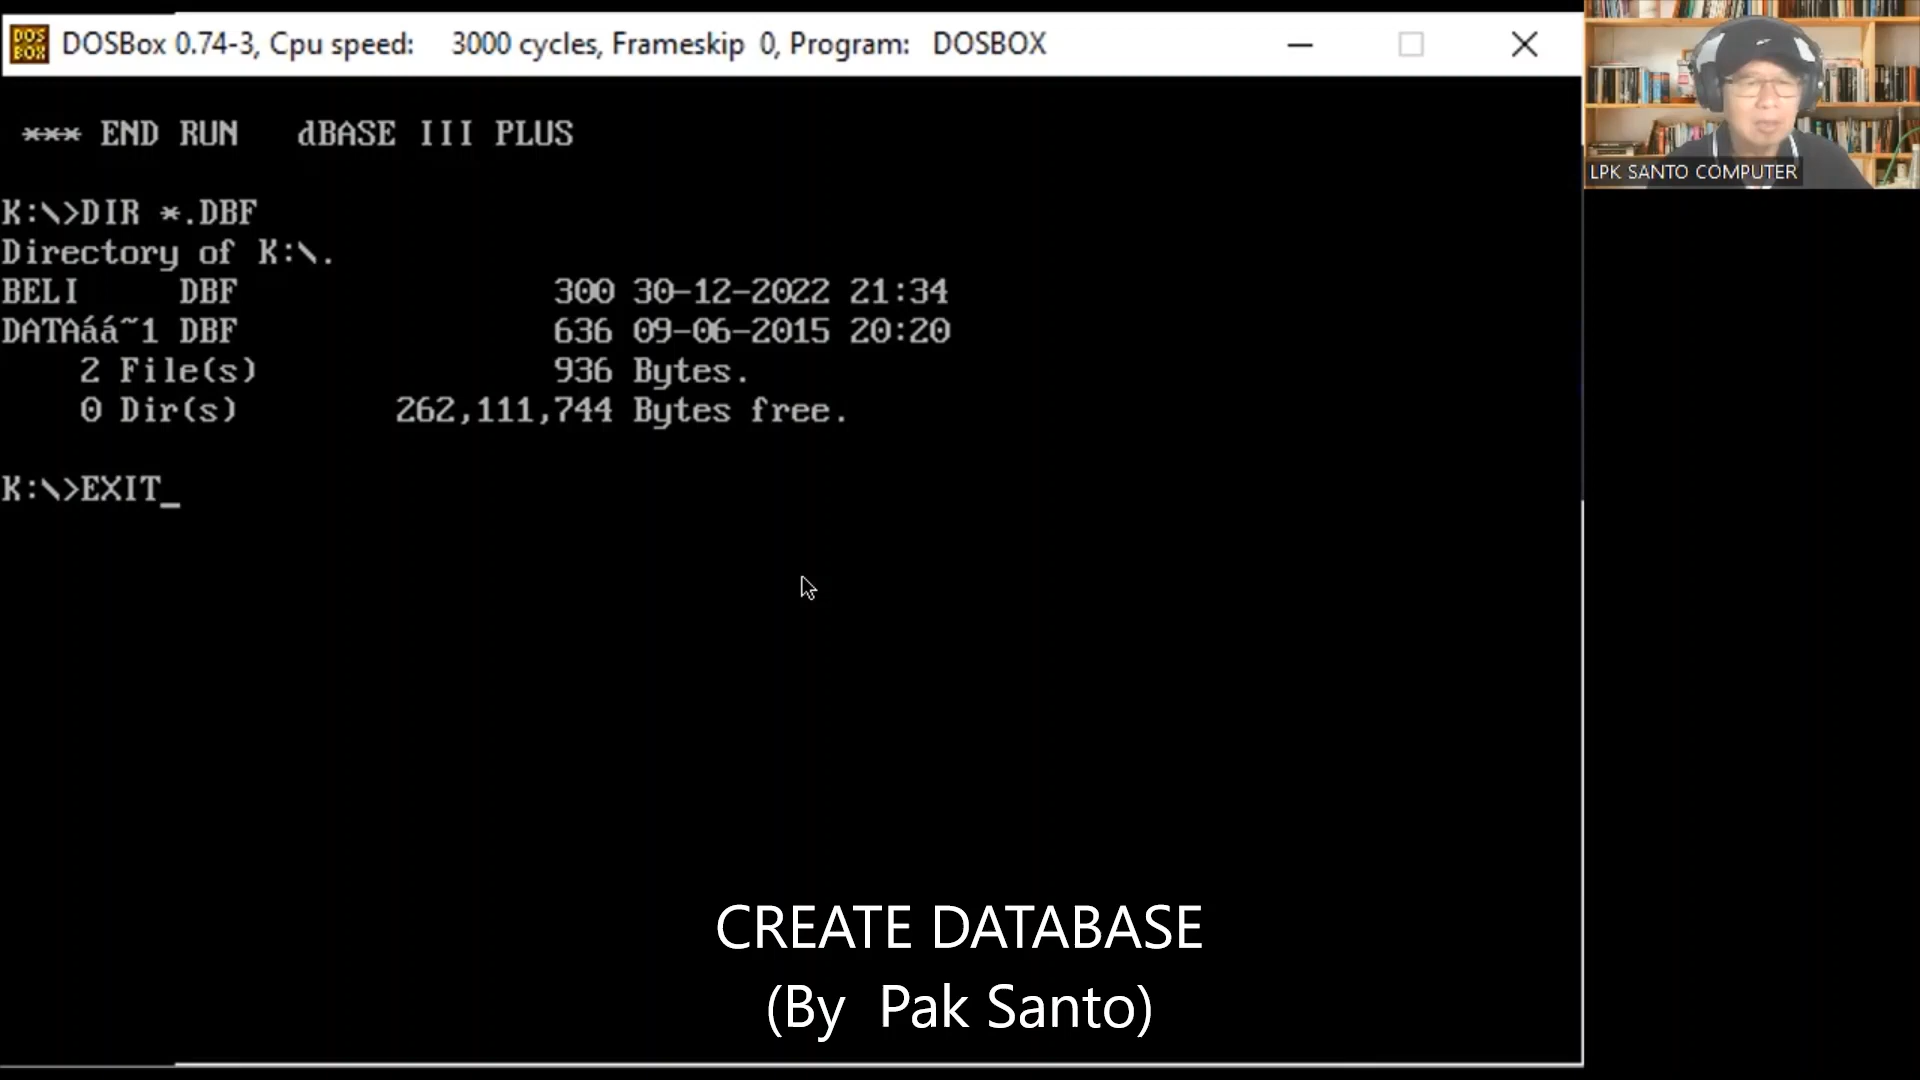 DOS BOX
DOSBox 0.74-3, Cpu speed: 3000 cycles, Frameskip 0, Program: DOSBOX
*** END RUN dBASE III PLUS
K:\>DIR *.DBF
Directory of K:\.
BELI DBF 300 30-12-2022 21:34
DATAáá~1 DBF 636 09-06-2015 20:20
2 File(s) 936 Bytes.
0 Dir(s) 262,111,744 Bytes free.
K:\>EXIT_
LPK SANTO COMPUTER
CREATE DATABASE
(By Pak Santo)